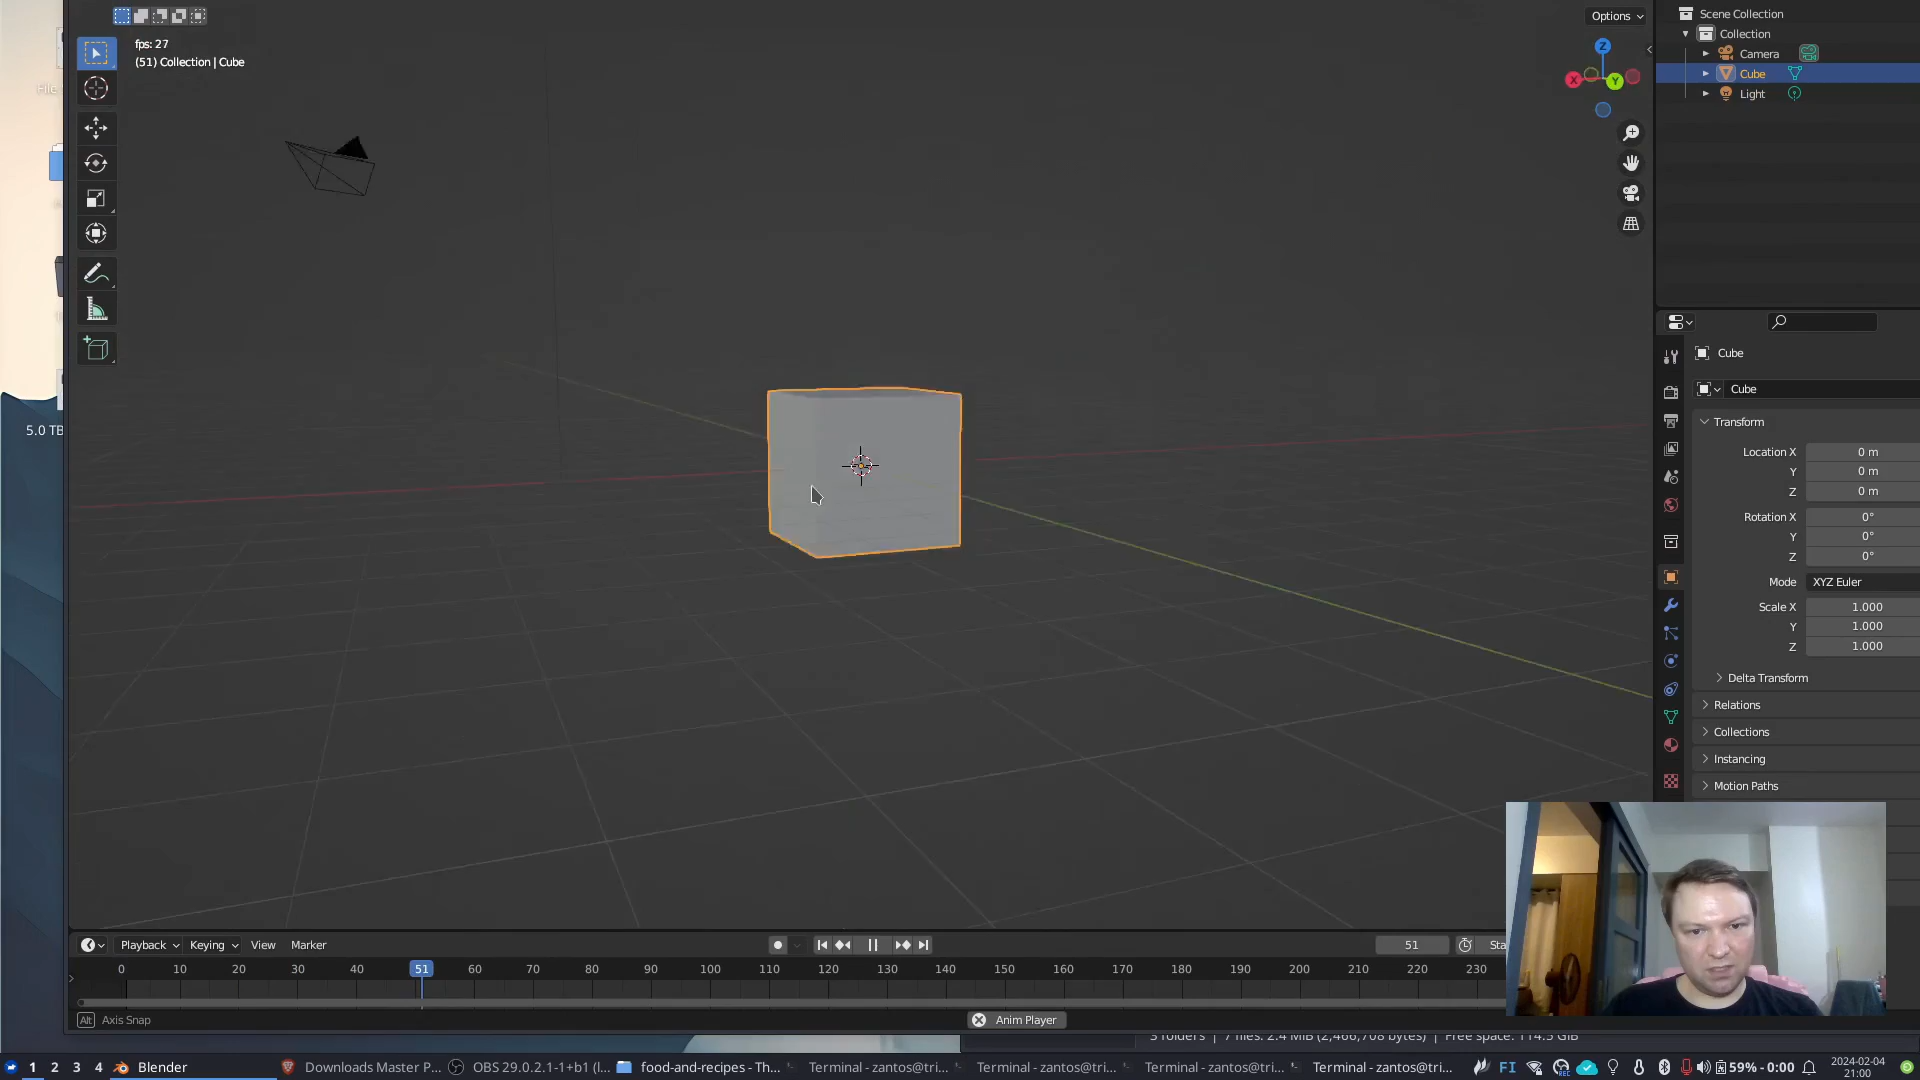 Options
Scene Collection
Collection
Camera
Cube
Light
fps: 27
(51) Collection | Cube
Z
X
Y
5.0 TB
Cube
Cube
Transform
Location X 0 m
Y 0 m
Z 0 m
Rotation X 0°
Y 0°
Z 0°
Mode XYZ Euler
Scale X 1.000
Y 1.000
Z 1.000
Delta Transform
Relations
Collections
Instancing
Motion Paths
Playback Keying View Marker 51 Sta
0 10 20 30 40 51 60 70 80 90 100 110 120 130 140 150 160 170 180 190 200 210 220 230
Alt Axis Snap Anim Player
3 folders | 7 files: 2.4 MiB (2,466,708 bytes) | Free space: 114.5 GiB
1 2 3 4 Blender Downloads Master P... OBS 29.0.2.1-1+b1 (l... food-and-recipes - Th... Terminal - zantos@tri... Terminal - zantos@tri... Terminal - zantos@tri... Terminal - zantos@tri... FI 59% - 0:00 2024-02-04
21:00